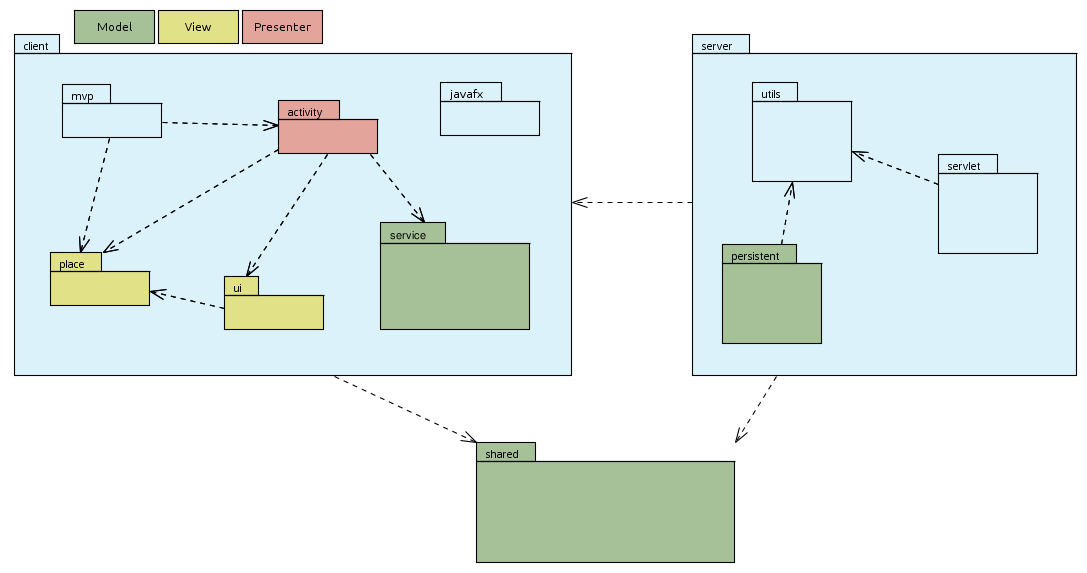 Model
View
Presenter
client
server
mvp
activity
javafx
utils
servlet
service
place
ui
persistent
shared